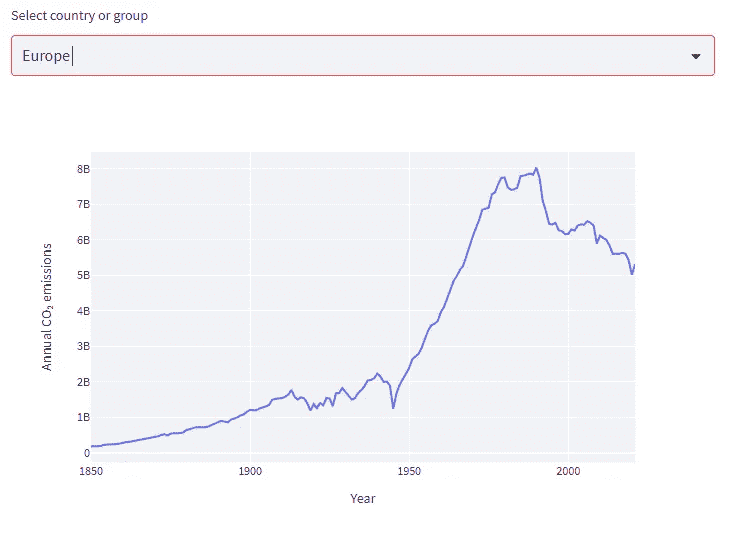 Select country or group
Europe
8B
7B
6B
5B
4B
3B
2B
1B
0
Annual CO₂ emissions
1850 1900 1950 2000
Year